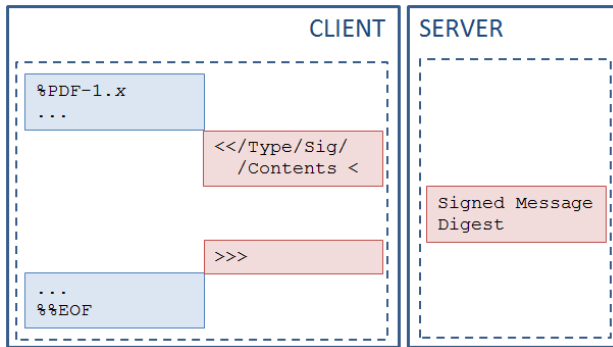 CLIENT
SERVER
%PDF-1.x
...
<</Type/Sig/
/Contents <
Signed Message
Digest
>>>
...
%%EOF